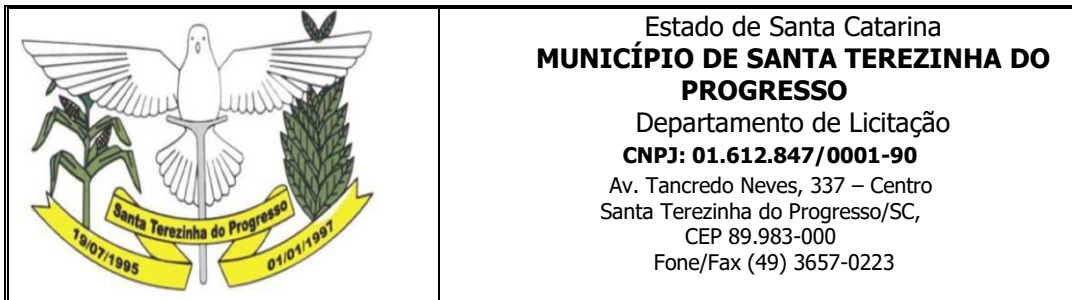 Santa Terezinha do Progresso
19/07/1995
01/01/1997
Estado de Santa Catarina
MUNICÍPIO DE SANTA TEREZINHA DO
PROGRESSO
Departamento de Licitação
CNPJ: 01.612.847/0001-90
Av. Tancredo Neves, 337 – Centro
Santa Terezinha do Progresso/SC,
CEP 89.983-000
Fone/Fax (49) 3657-0223